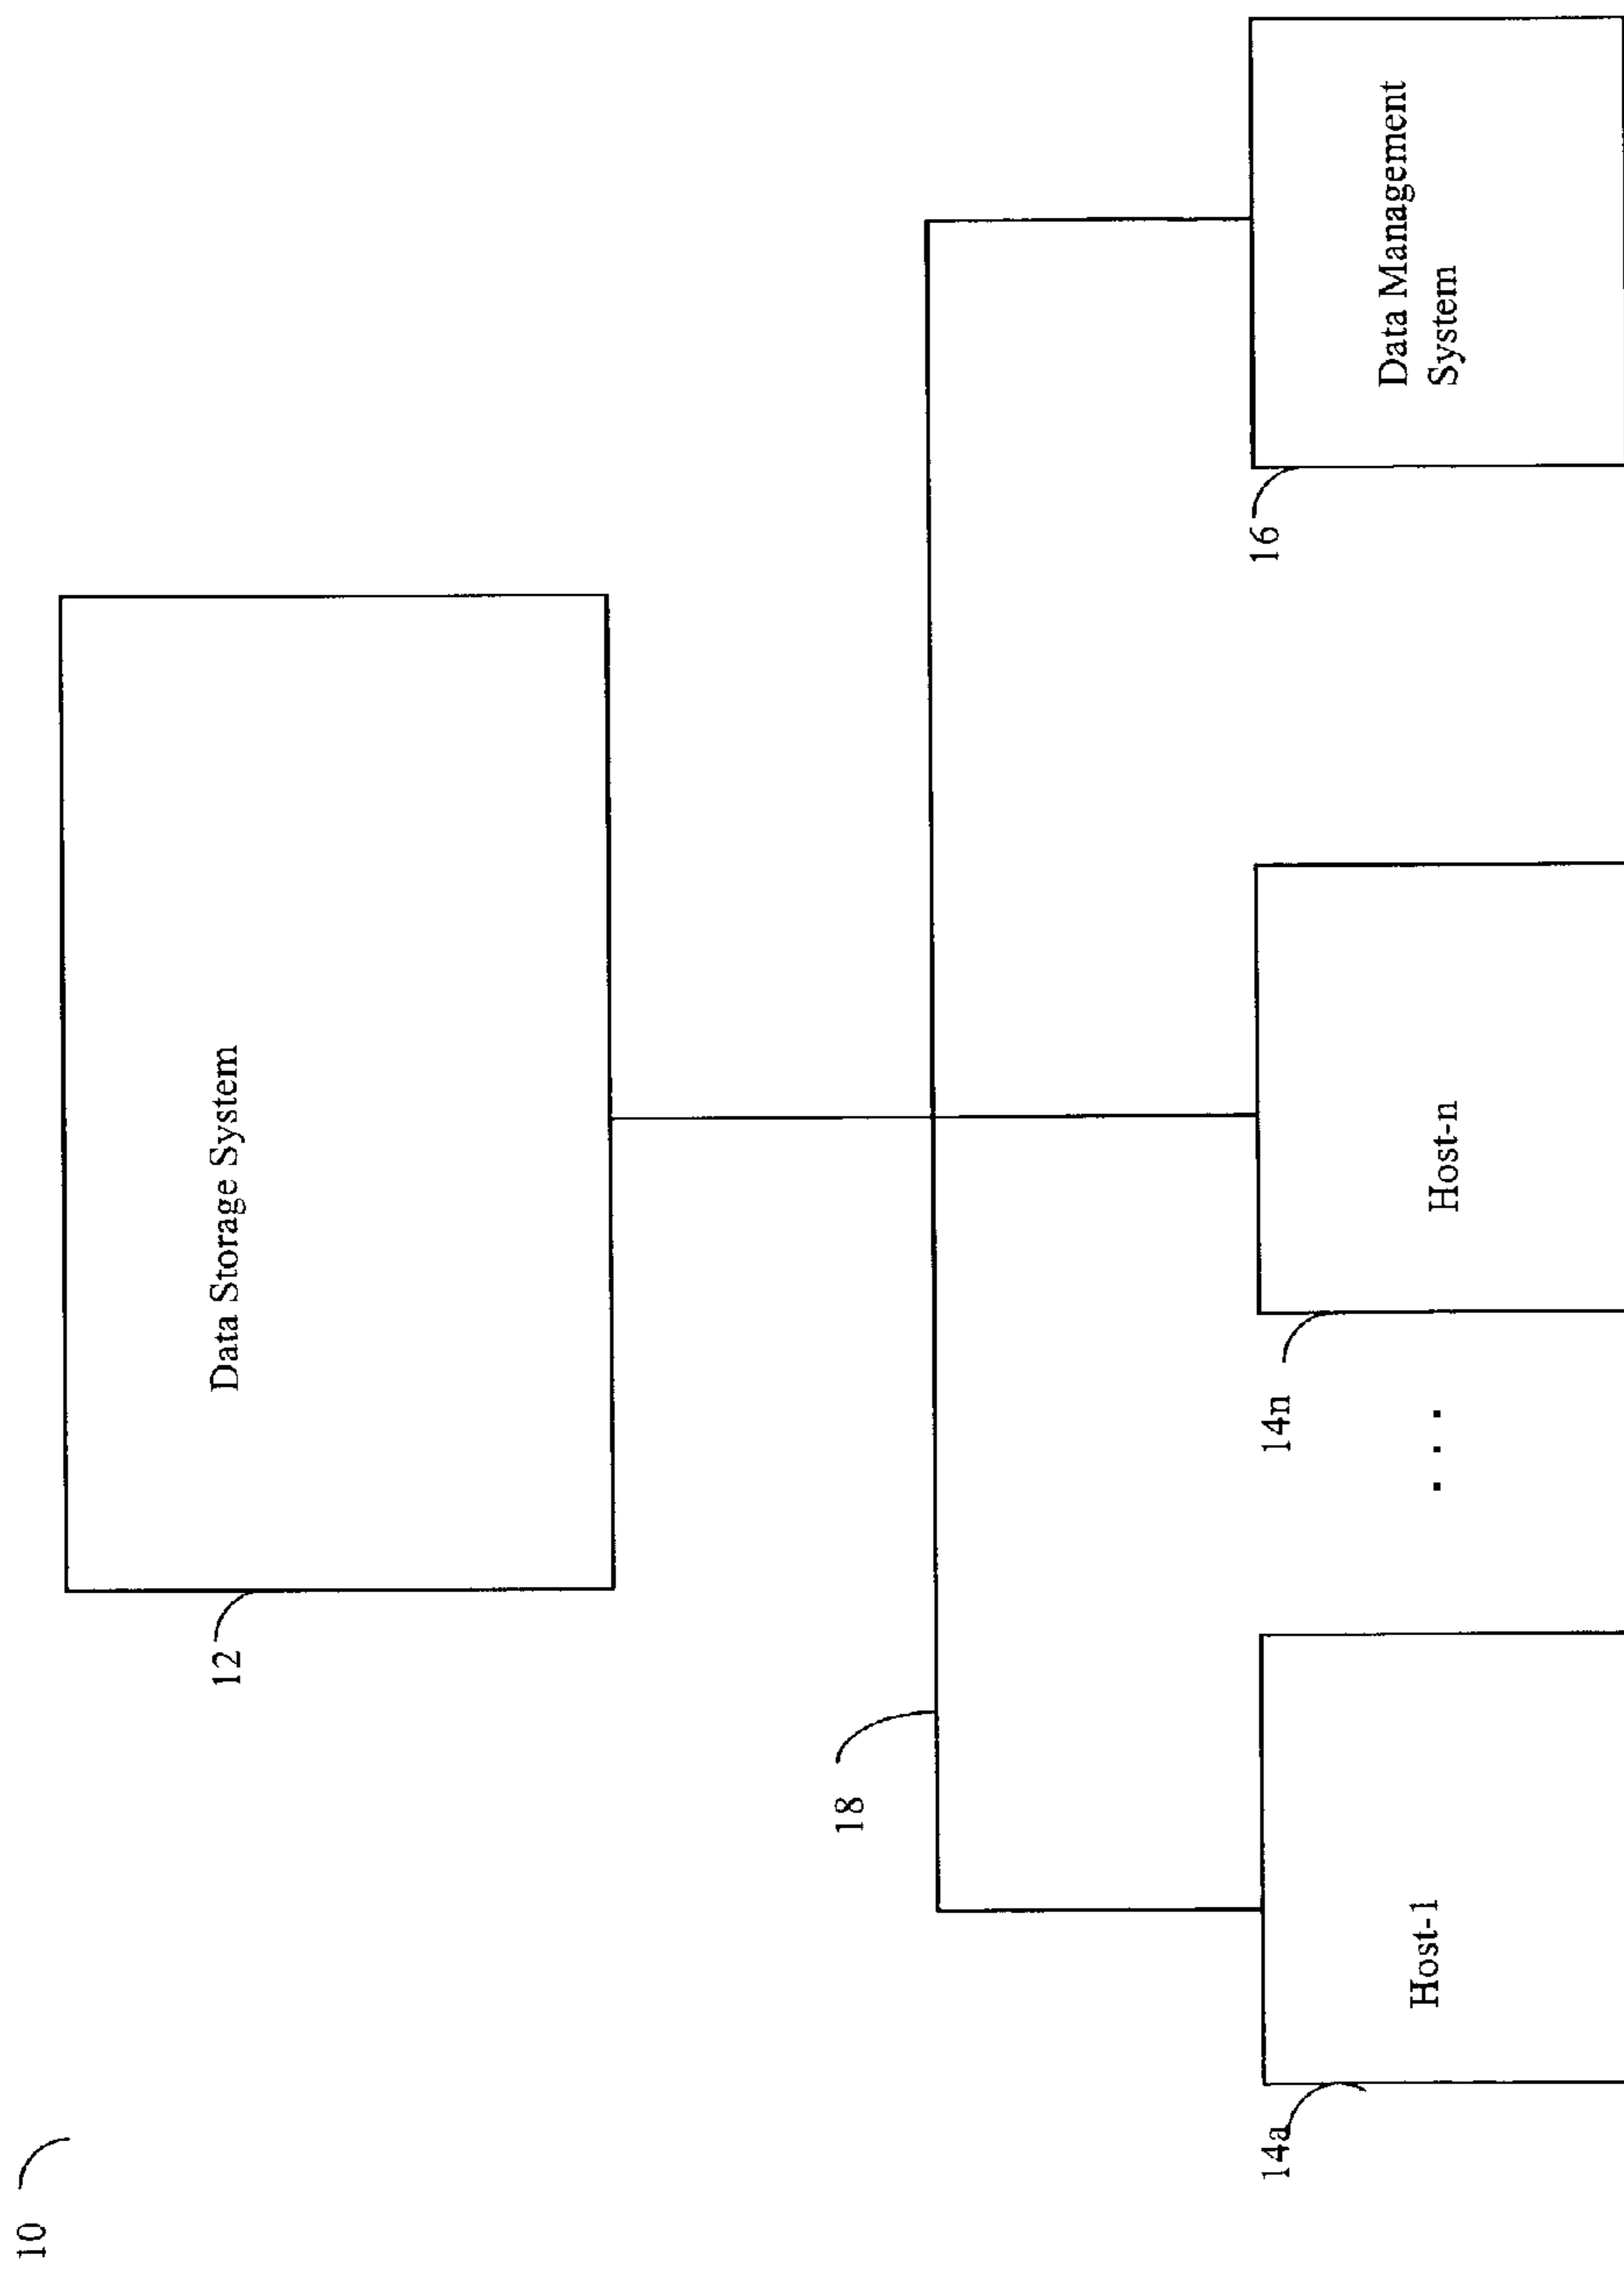 10
12
Data Storage System
18
14a
Host-1
. . .
14n
Host-n
16
Data Management
System